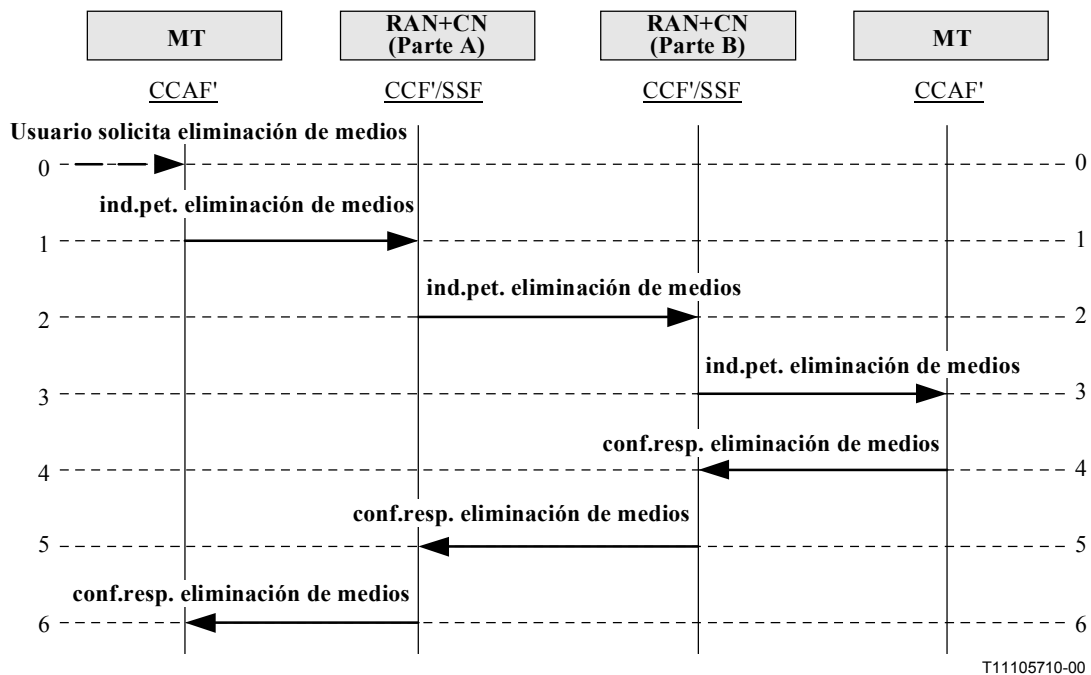 MT
RAN+CN
(Parte A)
RAN+CN
(Parte B)
MT
CCAF'
CCF'/SSF
CCF'/SSF
CCAF'
Usuario solicita eliminación de medios
0
0
ind.pet. eliminación de medios
1
1
ind.pet. eliminación de medios
2
2
ind.pet. eliminación de medios
3
3
conf.resp. eliminación de medios
4
4
conf.resp. eliminación de medios
5
5
conf.resp. eliminación de medios
6
6
T11105710-00